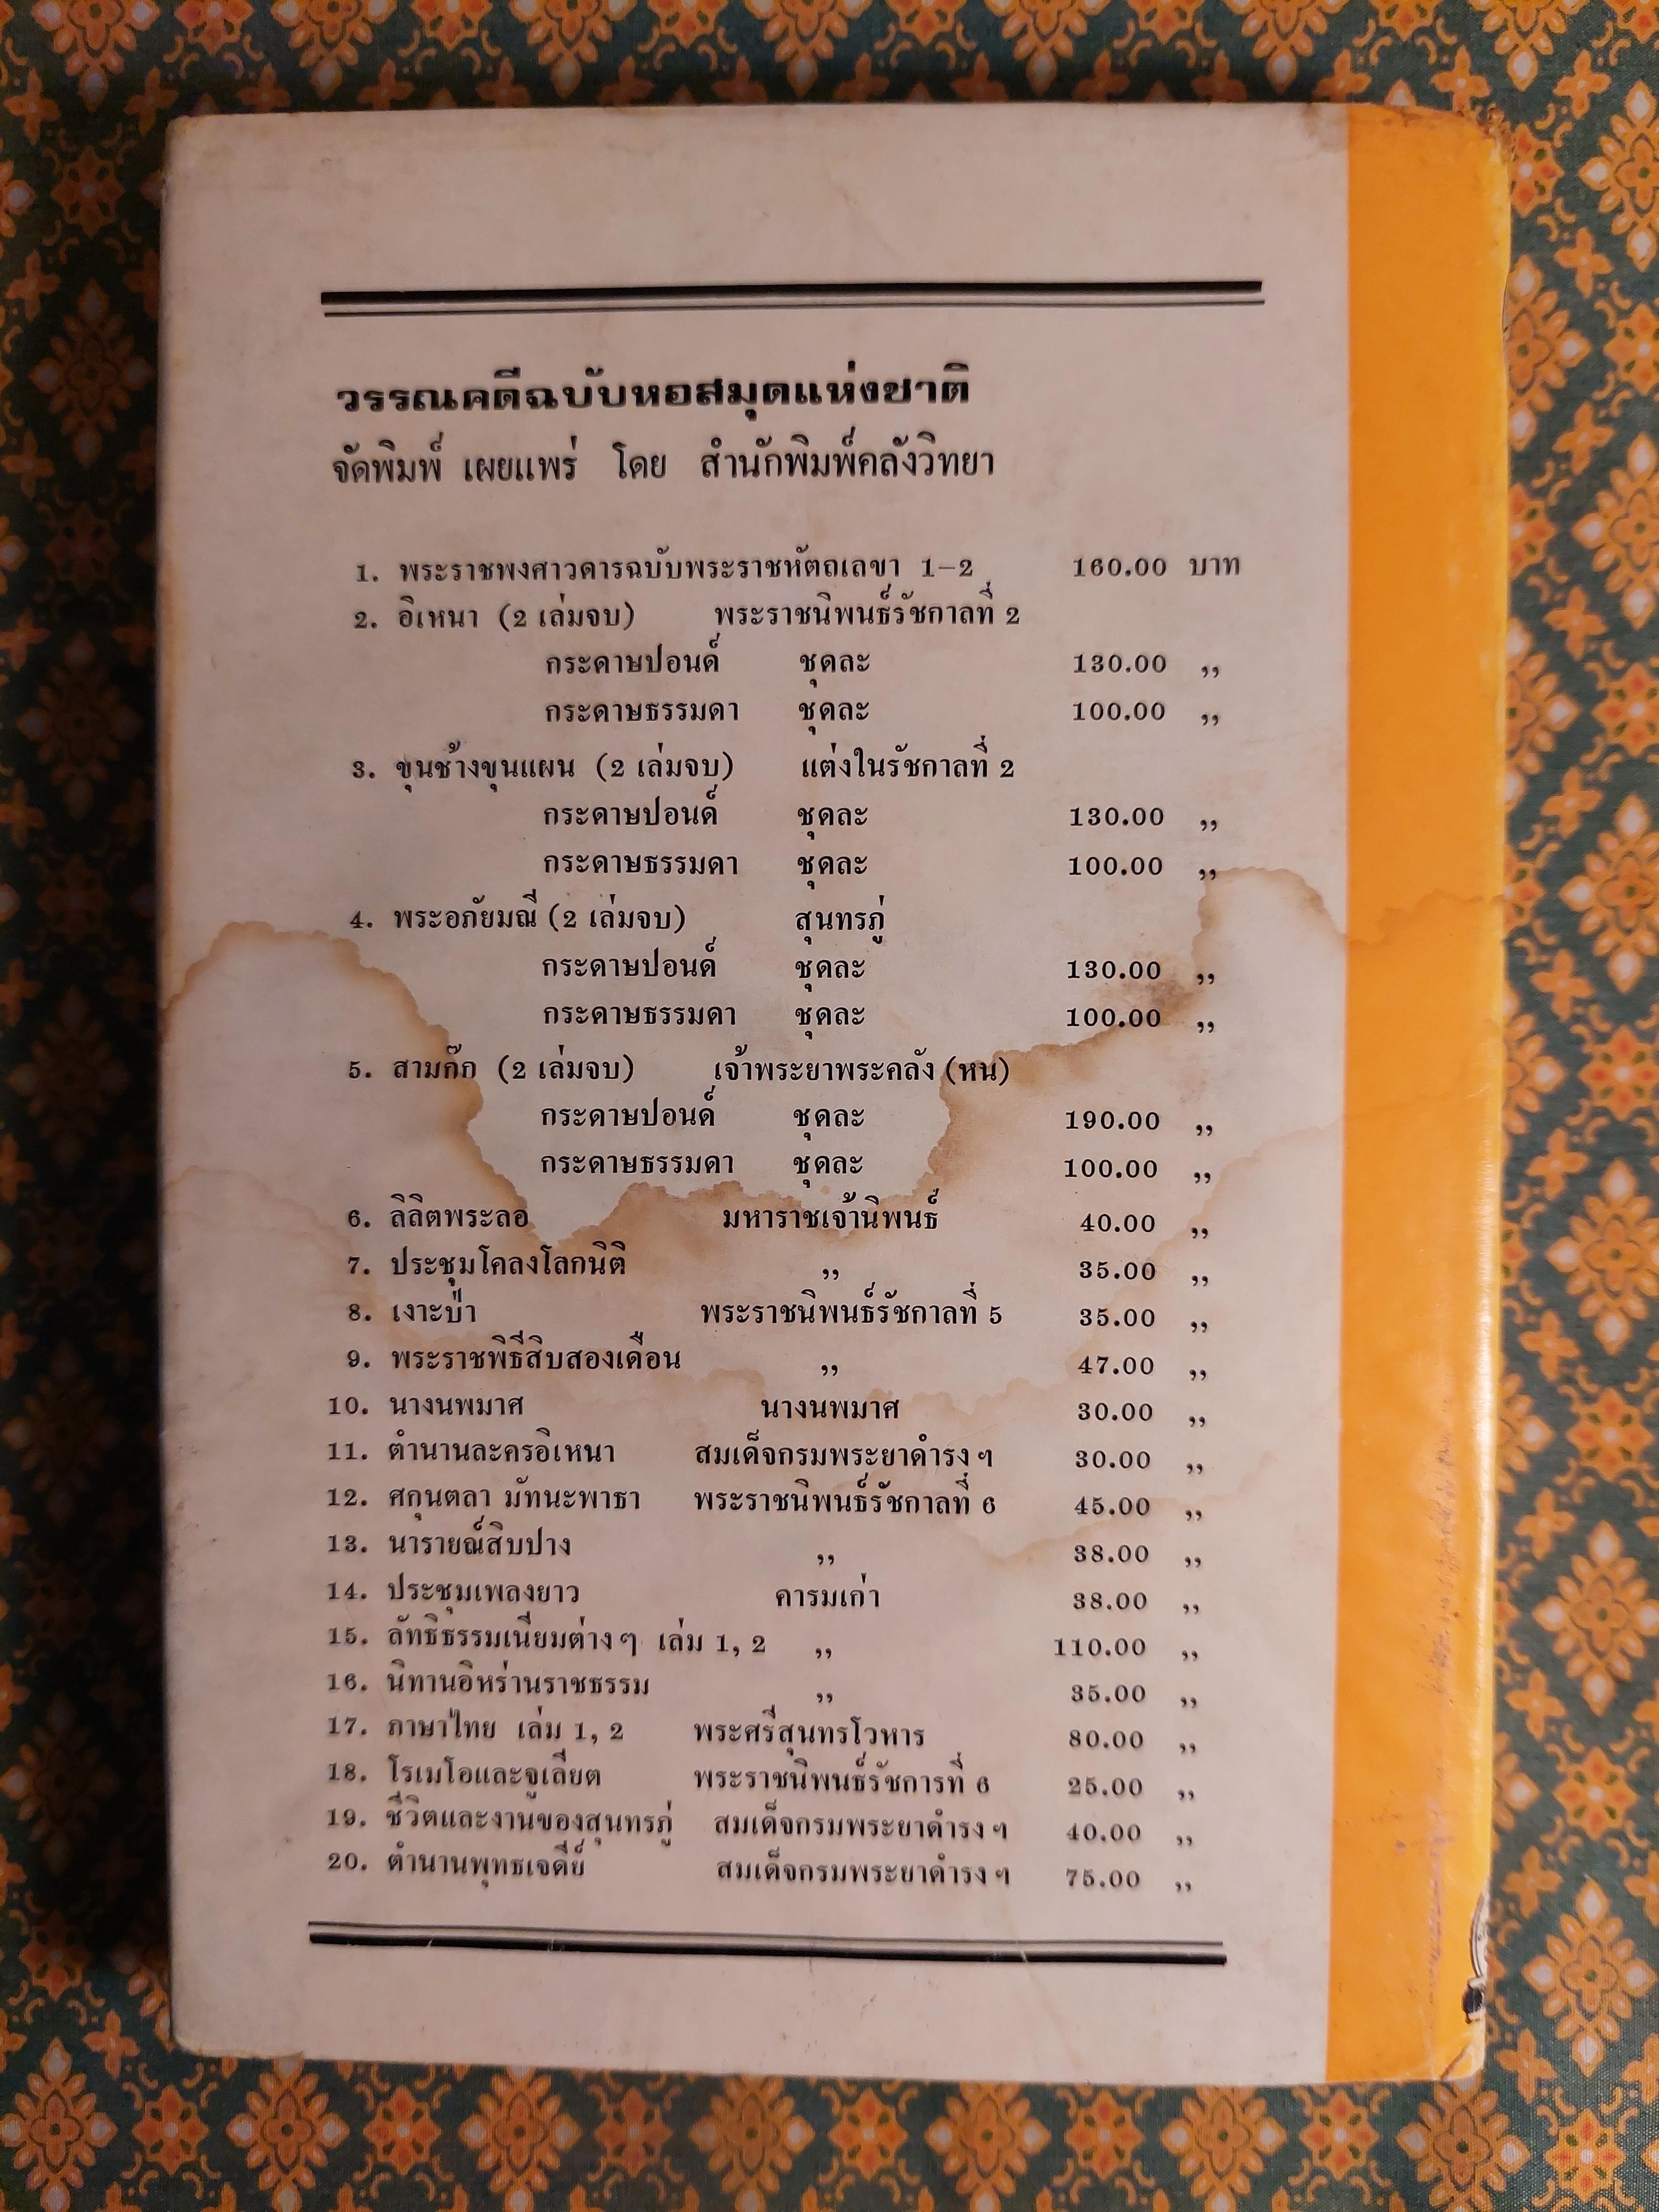 วรรณคดีฉบับหอสมุดแห่งชาติ
จัดพิมพ์ เผยแพร่ โดย สำนักพิมพ์คลังวิทยา
1. พระราชพงศาวดารฉบับพระราชหัตถเลขา 1-2 160.00 บาท
2. อิเหนา (2 เล่มจบ) พระราชนิพนธ์รัชกาลที่ 2
กระดาษปอนด์ ชุดละ 130.00 ,,
กระดาษธรรมดา ชุดละ 100.00 ,,
3. ขุนช้างขุนแผน (2 เล่มจบ) แต่งในรัชกาลที่ 2
กระดาษปอนด์ ชุดละ 130.00 ,,
กระดาษธรรมดา ชุดละ 100.00 ,,
4. พระอภัยมณี (2 เล่มจบ) สุนทรภู่
กระดาษปอนด์ ชุดละ 130.00 ,,
กระดาษธรรมดา ชุดละ 100.00 ,,
5. สามก๊ก (2 เล่มจบ) เจ้าพระยาพระคลัง (หน)
กระดาษปอนด์ ชุดละ 190.00 ,,
กระดาษธรรมดา ชุดละ 100.00 ,,
6. ลิลิตพระลอ มหาราชเจ้านิพนธ์ 40.00 ,,
7. ประชุมโคลงโลกนิติ ,, 35.00 ,,
8. เงาะป่า พระราชนิพนธ์รัชกาลที่ 5 35.00 ,,
9. พระราชพิธีสิบสองเดือน ,, 47.00 ,,
10. นางนพมาศ นางนพมาศ 30.00 ,,
11. ตำนานละครอิเหนา สมเด็จกรมพระยาดำรง ฯ 30.00 ,,
12. ศกุนตลา มัทนะพาธา พระราชนิพนธ์รัชกาลที่ 6 45.00 ,,
13. นารายณ์สิบปาง ,, 38.00 ,,
14. ประชุมเพลงยาว คารมเก่า 38.00 ,,
15. ลัทธิธรรมเนียมต่าง ๆ เล่ม 1, 2 ,, 110.00 ,,
16. นิทานอิหร่านราชธรรม ,, 35.00 ,,
17. ภาษาไทย เล่ม 1, 2 พระศรีสุนทรโวหาร 80.00 ,,
18. โรเมโอและจูเลียต พระราชนิพนธ์รัชการที่ 6 25.00 ,,
19. ชีวิตและงานของสุนทรภู่ สมเด็จกรมพระยาดำรง ฯ 40.00 ,,
20. ตำนานพุทธเจดีย์ สมเด็จกรมพระยาดำรง ฯ 75.00 ,,